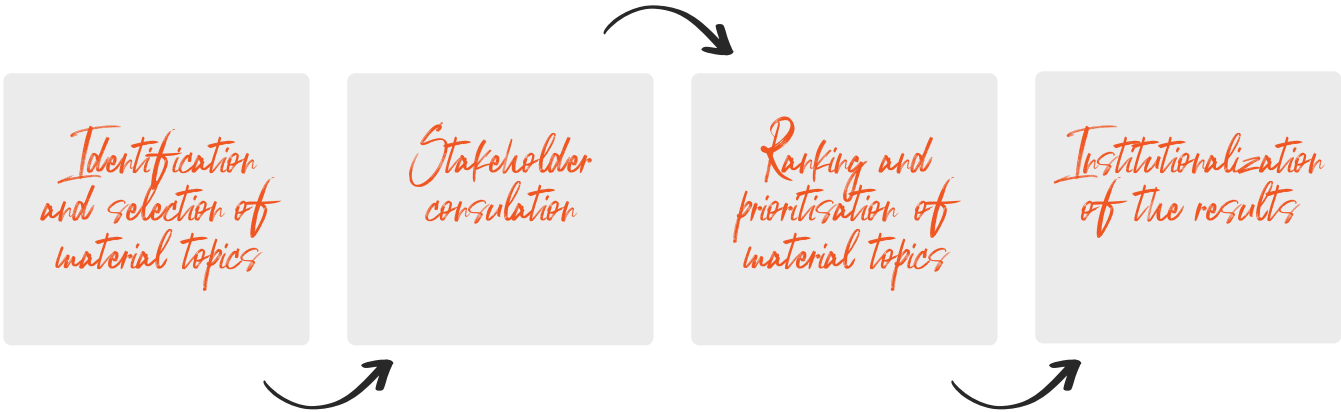 Identification
and selection of
material topics
Stakeholder
consulation
Ranking and
prioritisation of
material topics
Institutionalization
of the results